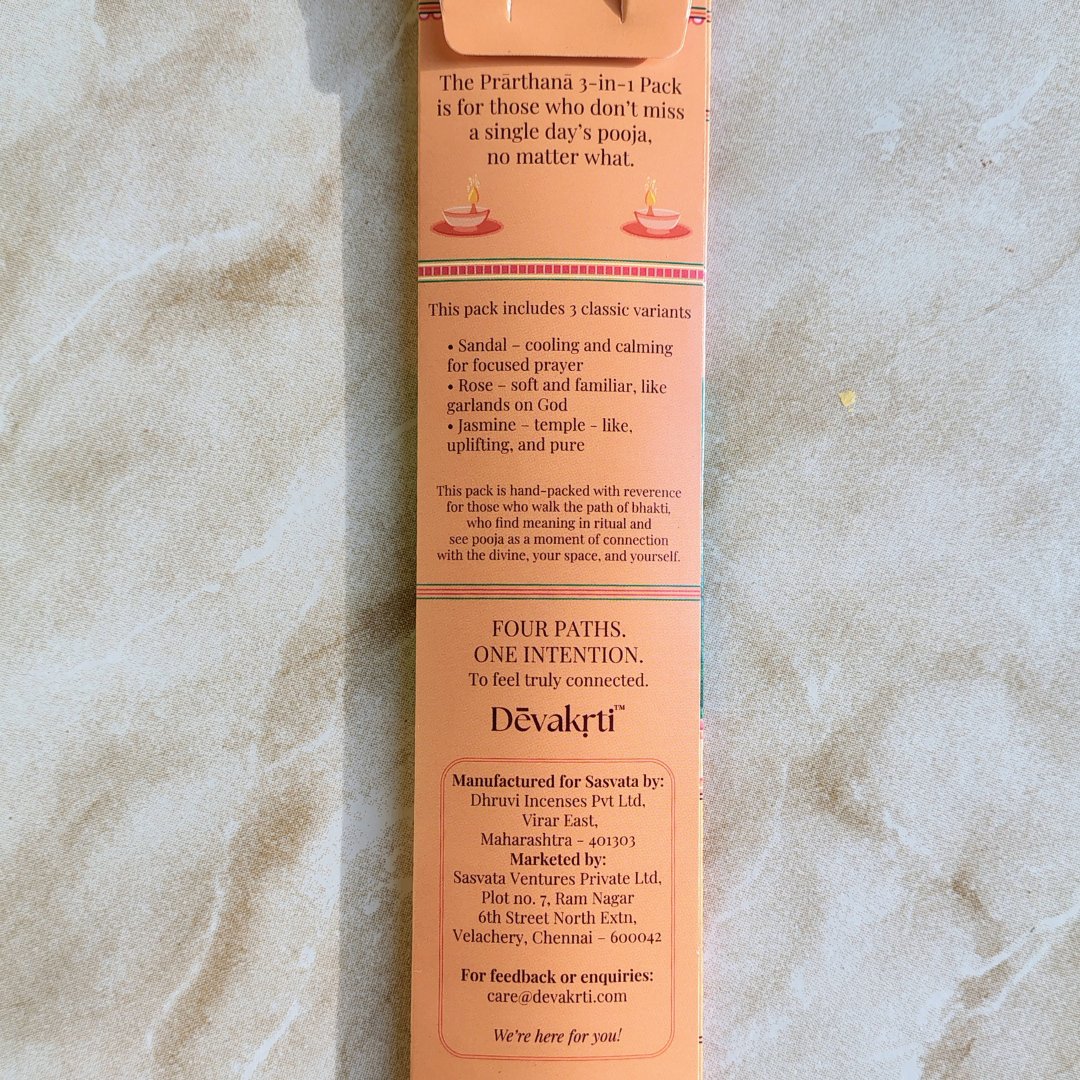 The Prārthanā 3-in-1 Pack
is for those who don't miss
a single day's pooja,
no matter what.
This pack includes 3 classic variants
• Sandal – cooling and calming
for focused prayer
• Rose – soft and familiar, like
garlands on God
• Jasmine – temple - like,
uplifting, and pure
This pack is hand-packed with reverence
for those who walk the path of bhakti,
who find meaning in ritual and
see pooja as a moment of connection
with the divine, your space, and yourself.
FOUR PATHS.
ONE INTENTION.
To feel truly connected.
Dēvakṛti™
Manufactured for Sasvata by:
Dhruvi Incenses Pvt Ltd,
Virar East,
Maharashtra - 401303
Marketed by:
Sasvata Ventures Private Ltd,
Plot no. 7, Ram Nagar
6th Street North Extn,
Velachery, Chennai – 600042
For feedback or enquiries:
care@devakrti.com
We're here for you!